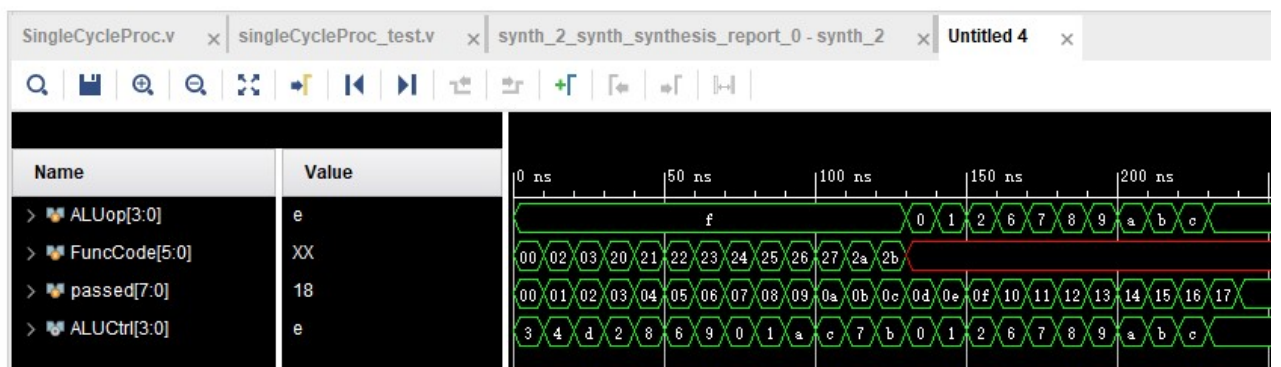 SingleCycleProc.v × singleCycleProc_test.v × synth_2_synth_synthesis_report_0 - synth_2 × Untitled 4 ×
Name Value 0 ns 50 ns 100 ns 150 ns 200 ns
ALUop[3:0] e f 0 1 2 6 7 8 9 a b c
FuncCode[5:0] XX 00 02 03 20 21 22 23 24 25 26 27 2a 2b
passed[7:0] 18 00 01 02 03 04 05 06 07 08 09 0a 0b 0c 0d 0e 0f 10 11 12 13 14 15 16 17
ALUCtrl[3:0] e 3 4 d 2 8 6 9 0 1 a c 7 b 0 1 2 6 7 8 9 a b c